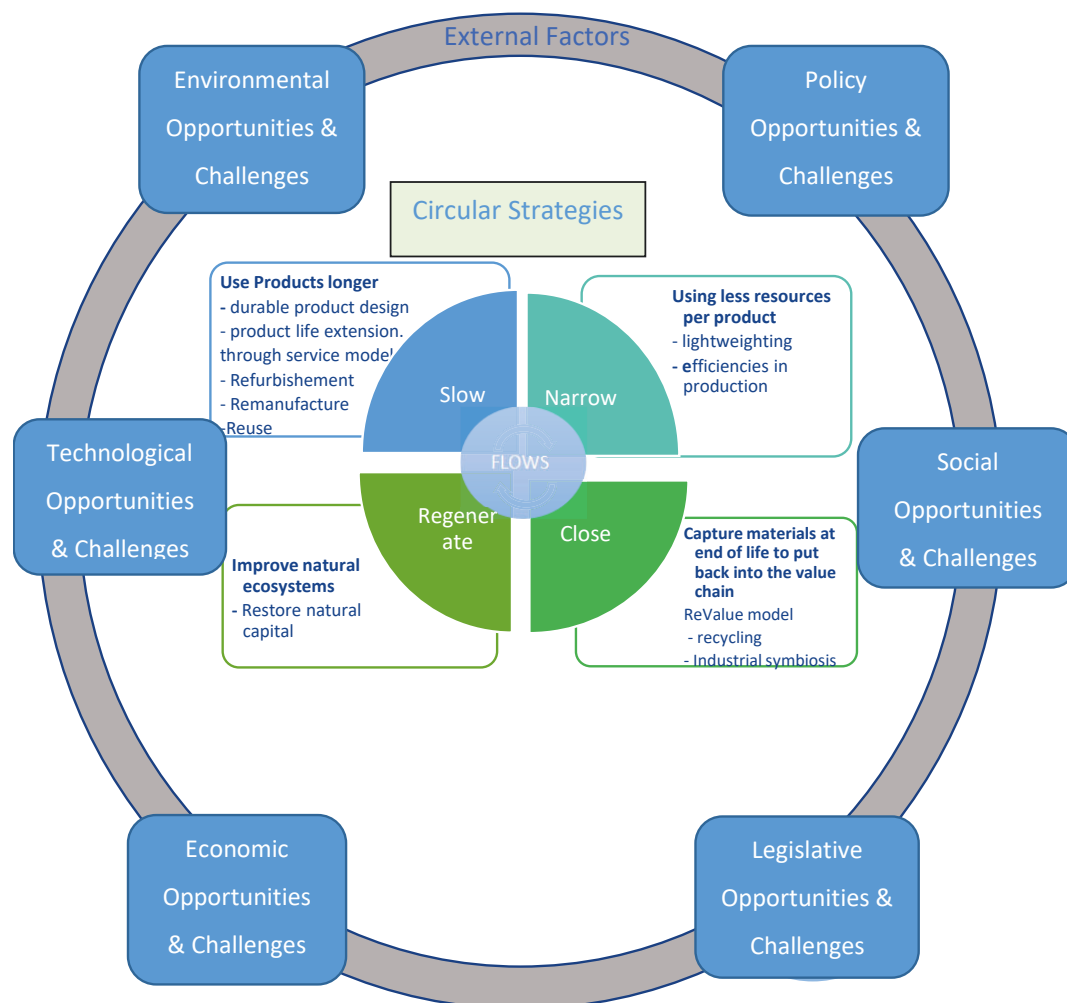 External Factors
Environmental
Opportunities &
Challenges
Policy
Opportunities &
Challenges
Circular Strategies
Use Products longer
- durable product design
- product life extension.
through service model
- Refurbishement
- Remanufacture
-Reuse
Using less resources
per product
- lightweighting
- efficiencies in
production
Slow
Narrow
FLOWS
Regener
ate
Close
Technological
Opportunities
& Challenges
Social
Opportunities
& Challenges
Improve natural
ecosystems
- Restore natural
capital
Capture materials at
end of life to put
back into the value
chain
ReValue model
- recycling
- Industrial symbiosis
Economic
Opportunities
& Challenges
Legislative
Opportunities &
Challenges